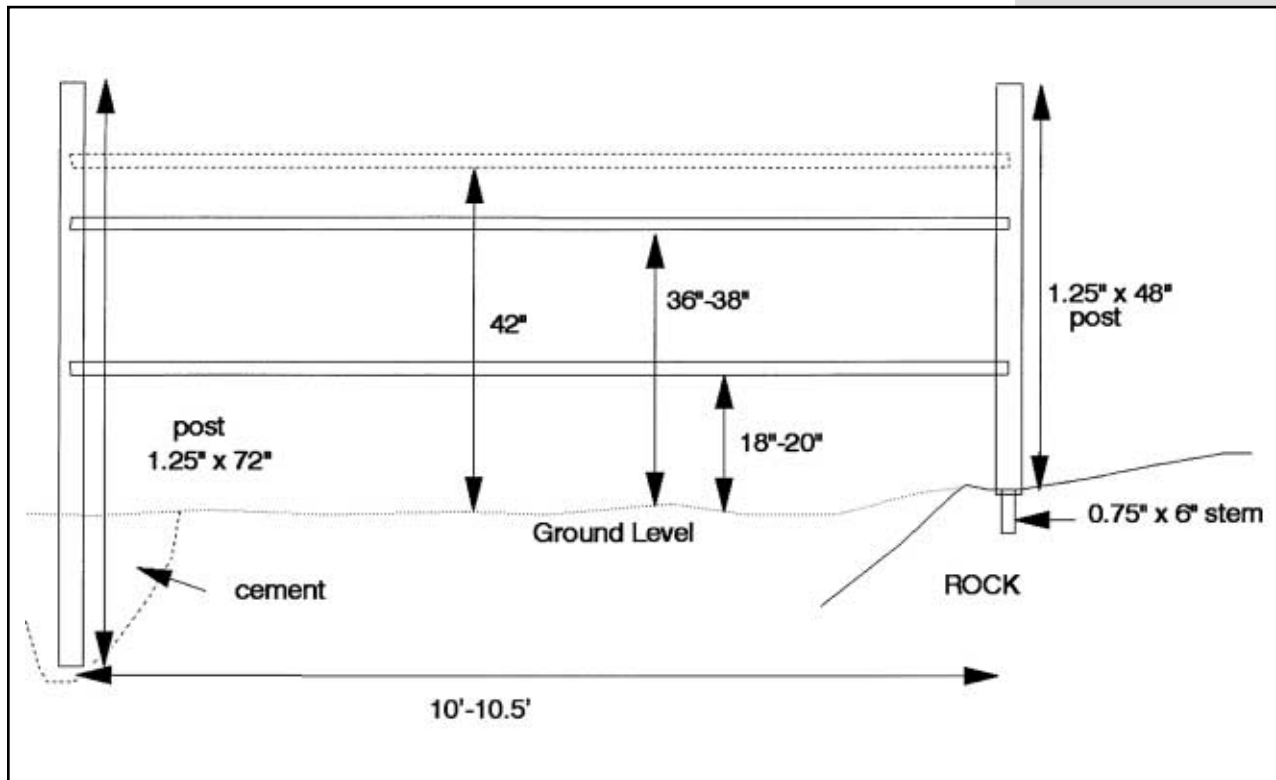 42"
36"-38"
1.25" x 48"
post
post
1.25" x 72"
18"-20"
Ground Level
0.75" x 6" stem
cement
ROCK
10'-10.5'